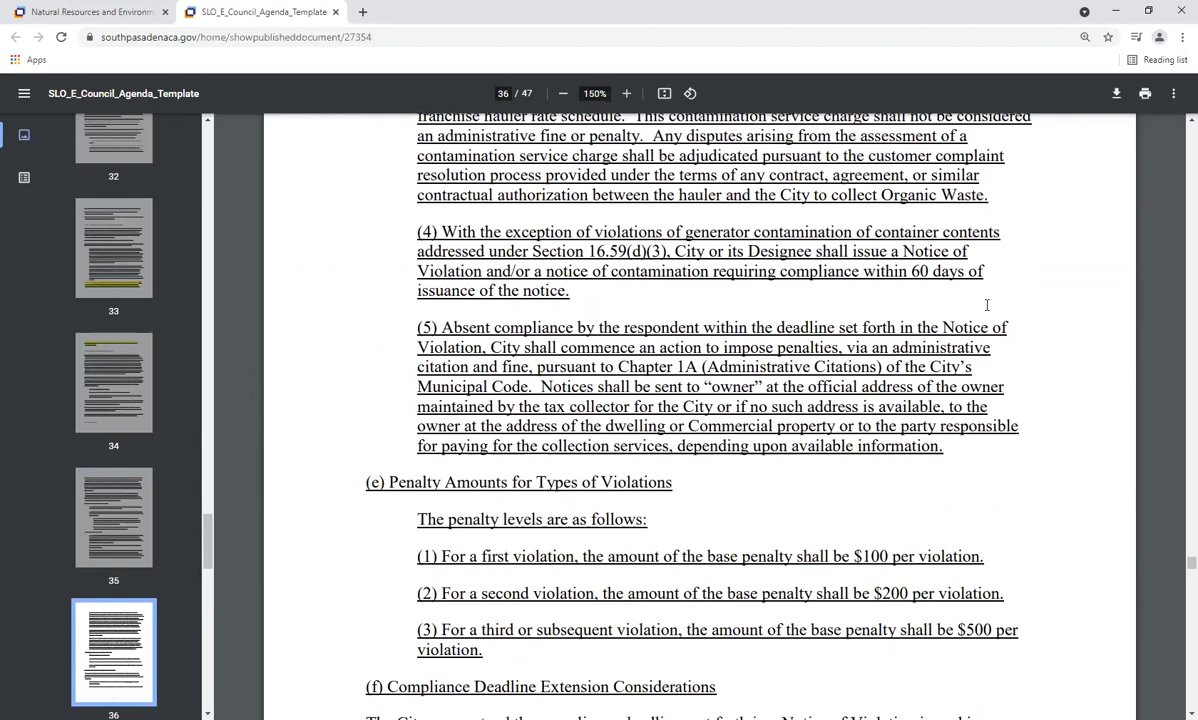 Natural Resources and Environm
SLO_E_Council_Agenda_Template
southpasadenaca.gov/home/showpublisheddocument/27354
Apps
Reading list
SLO_E_Council_Agenda_Template
36 / 47
150%
32
33
34
35
36
franchise hauler rate schedule.  This contamination service charge shall not be considered
an administrative fine or penalty.  Any disputes arising from the assessment of a
contamination service charge shall be adjudicated pursuant to the customer complaint
resolution process provided under the terms of any contract, agreement, or similar
contractual authorization between the hauler and the City to collect Organic Waste.
(4) With the exception of violations of generator contamination of container contents
addressed under Section 16.59(d)(3), City or its Designee shall issue a Notice of
Violation and/or a notice of contamination requiring compliance within 60 days of
issuance of the notice.
(5) Absent compliance by the respondent within the deadline set forth in the Notice of
Violation, City shall commence an action to impose penalties, via an administrative
citation and fine, pursuant to Chapter 1A (Administrative Citations) of the City's
Municipal Code.  Notices shall be sent to "owner" at the official address of the owner
maintained by the tax collector for the City or if no such address is available, to the
owner at the address of the dwelling or Commercial property or to the party responsible
for paying for the collection services, depending upon available information.
(e) Penalty Amounts for Types of Violations
The penalty levels are as follows:
(1) For a first violation, the amount of the base penalty shall be $100 per violation.
(2) For a second violation, the amount of the base penalty shall be $200 per violation.
(3) For a third or subsequent violation, the amount of the base penalty shall be $500 per
violation.
(f) Compliance Deadline Extension Considerations